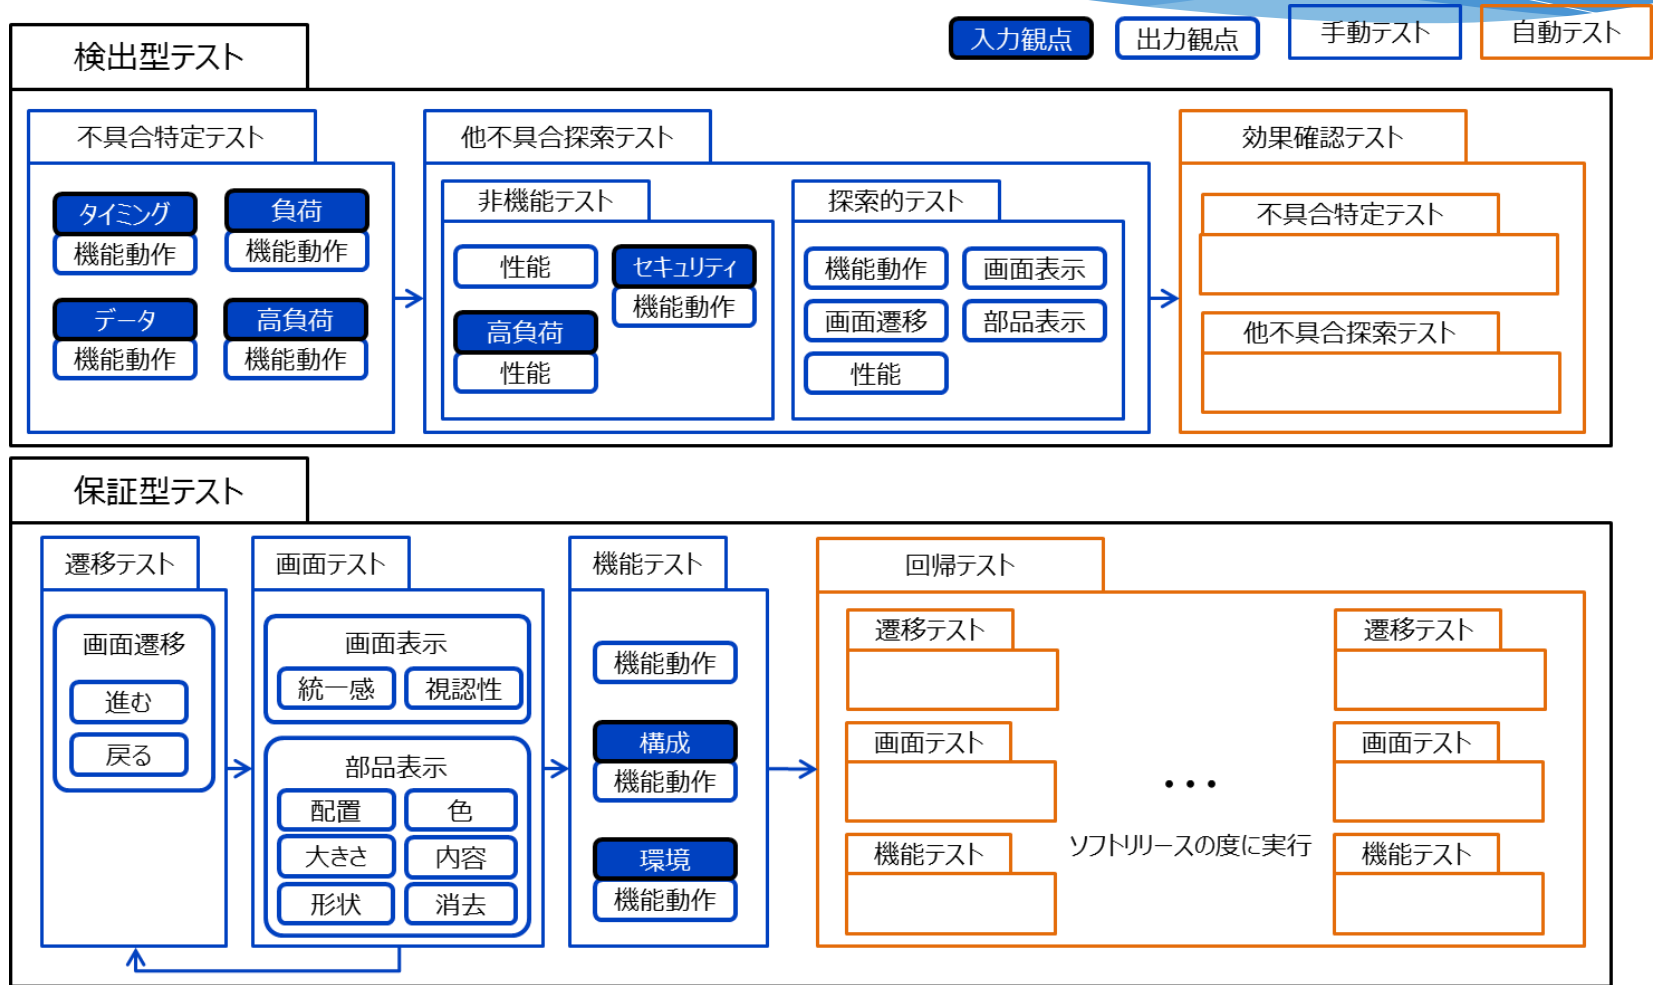 入力観点
出力観点
手動テスト
自動テスト
検出型テスト
不具合特定テスト
タイミング
機能動作
負荷
機能動作
データ
機能動作
高負荷
機能動作
他不具合探索テスト
非機能テスト
性能
セキュリティ
機能動作
高負荷
性能
探索的テスト
機能動作
画面表示
画面遷移
部品表示
性能
効果確認テスト
不具合特定テスト
他不具合探索テスト
保証型テスト
遷移テスト
画面遷移
進む
戻る
画面テスト
画面表示
統一感
視認性
部品表示
配置
色
大きさ
内容
形状
消去
機能テスト
機能動作
構成
機能動作
環境
機能動作
回帰テスト
遷移テスト
画面テスト
機能テスト
・・・
ソフトリリースの度に実行
遷移テスト
画面テスト
機能テスト